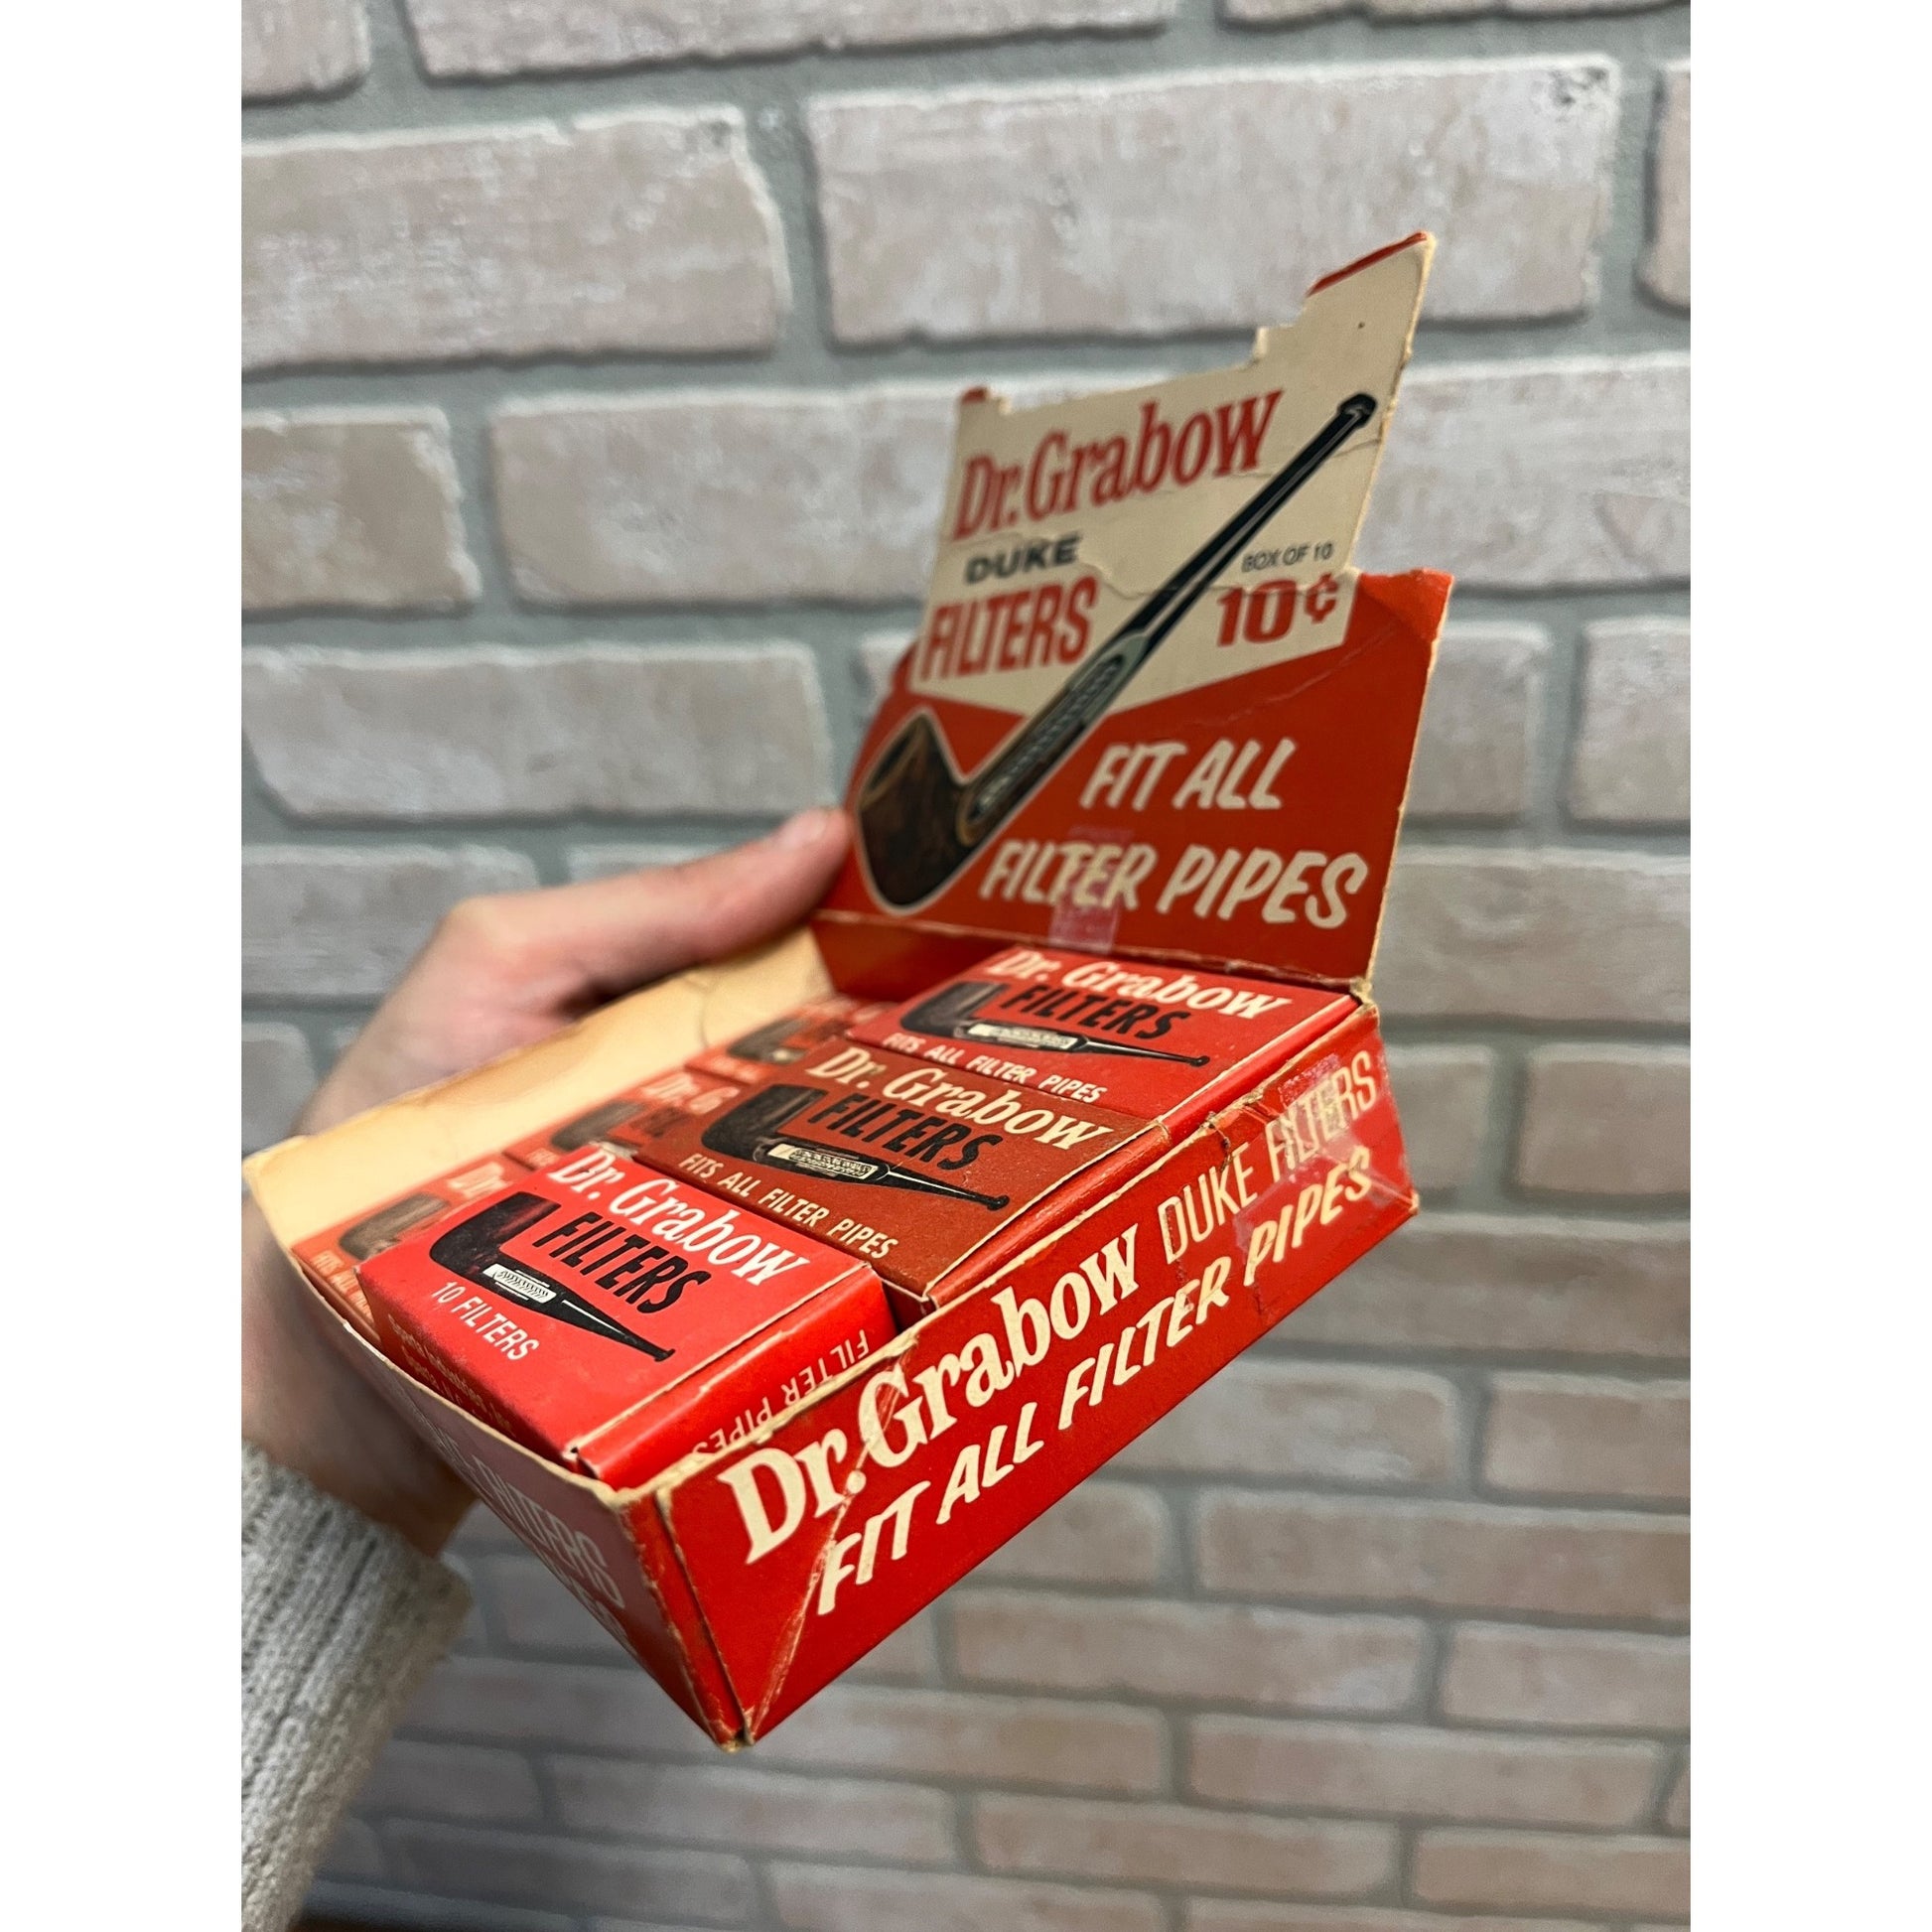 Dr. Grabow
DUKE
FILTERS
BOX OF 10
10¢
FIT ALL
FILTER PIPES
Dr. Grabow
FILTERS
FITS ALL FILTER PIPES
Dr. Grabow
FILTERS
FITS ALL FILTER PIPES
Dr. Grabow
FILTERS
10 FILTERS
FILTER PIPES
Dr. Grabow DUKE FILTERS
FIT ALL FILTER PIPES
FILTERS